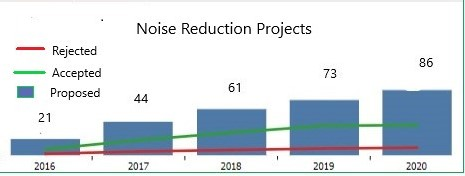 Noise Reduction Projects
Rejected
Accepted
Proposed
21
44
61
73
86
2016 2017 2018 2019 2020